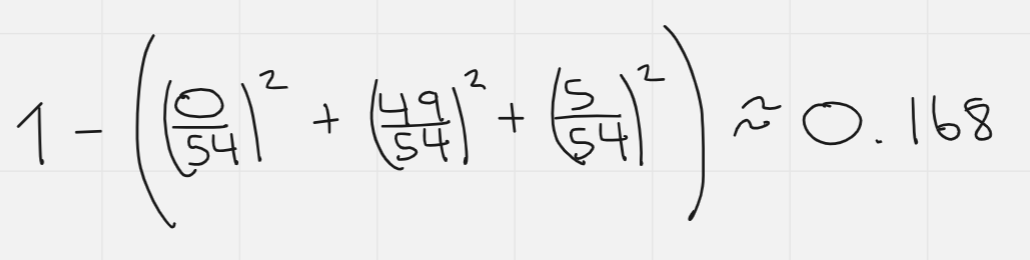 1 - ((0/54)² + (49/54)² + (5/54)²) ≈ 0.168